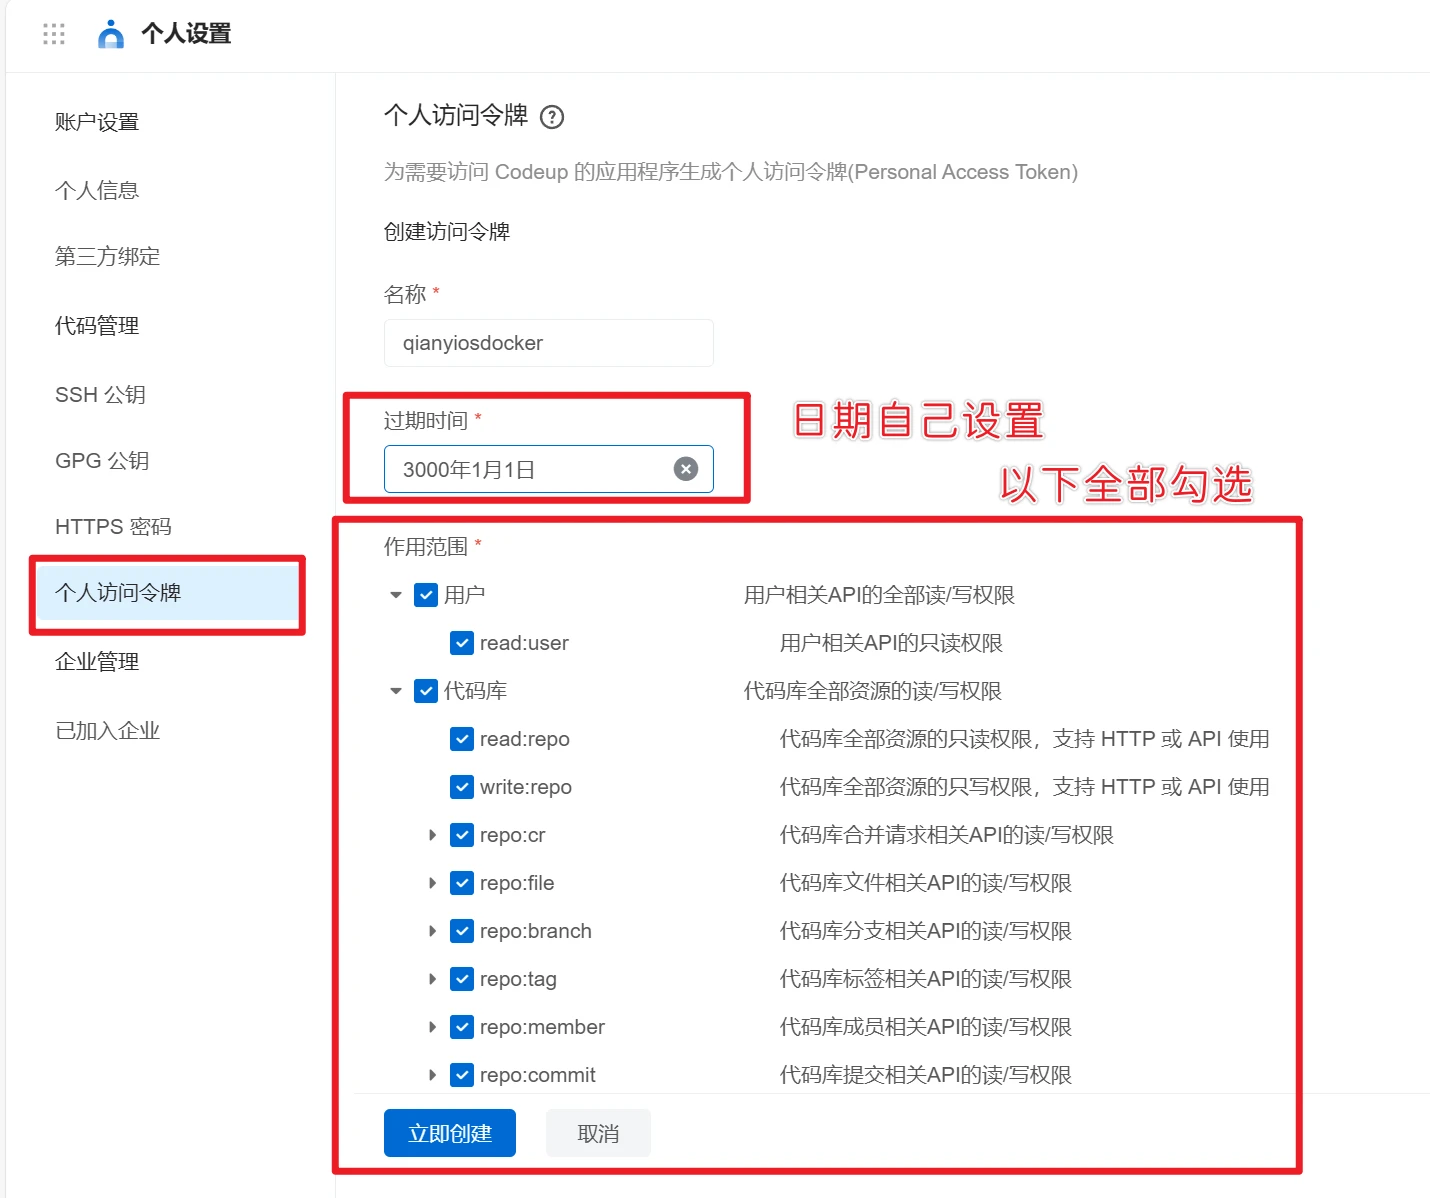 个人设置
账户设置
个人信息
第三方绑定
代码管理
SSH 公钥
GPG 公钥
HTTPS 密码
个人访问令牌
企业管理
已加入企业
个人访问令牌 ?
为需要访问 Codeup 的应用程序生成个人访问令牌(Personal Access Token)
创建访问令牌
名称 *
qianyiosdocker
过期时间 *
3000年1月1日
日期自己设置
以下全部勾选
作用范围 *
用户 用户相关API的全部读/写权限
read:user 用户相关API的只读权限
代码库 代码库全部资源的读/写权限
read:repo 代码库全部资源的只读权限，支持 HTTP 或 API 使用
write:repo 代码库全部资源的只写权限，支持 HTTP 或 API 使用
repo:cr 代码库合并请求相关API的读/写权限
repo:file 代码库文件相关API的读/写权限
repo:branch 代码库分支相关API的读/写权限
repo:tag 代码库标签相关API的读/写权限
repo:member 代码库成员相关API的读/写权限
repo:commit 代码库提交相关API的读/写权限
立即创建 取消